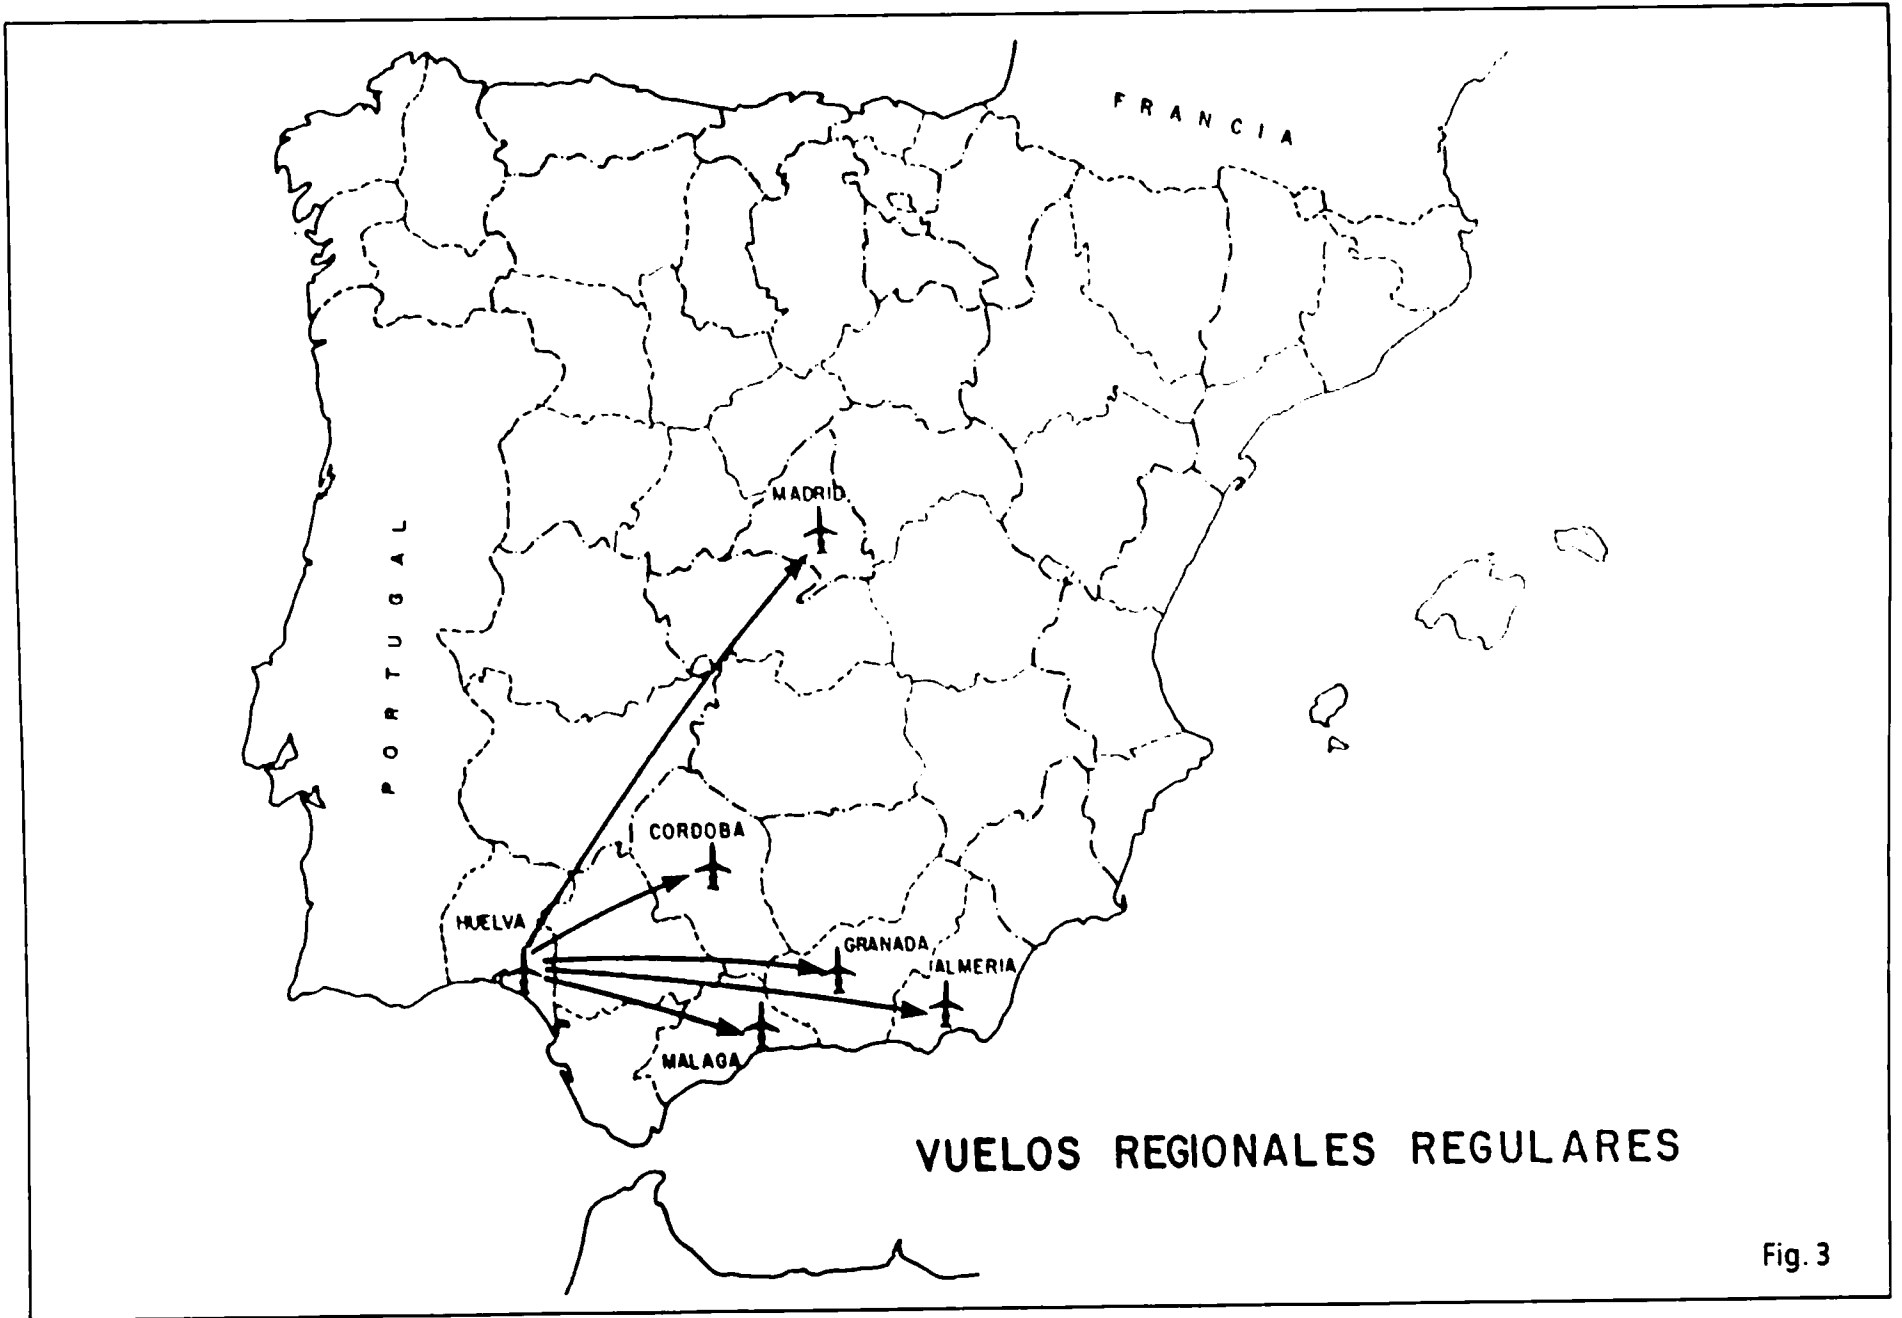 FRANCIA
MADRID
PORTUGAL
CORDOBA
HUELVA
GRANADA
ALMERIA
MALAGA
VUELOS REGIONALES REGULARES
Fig. 3